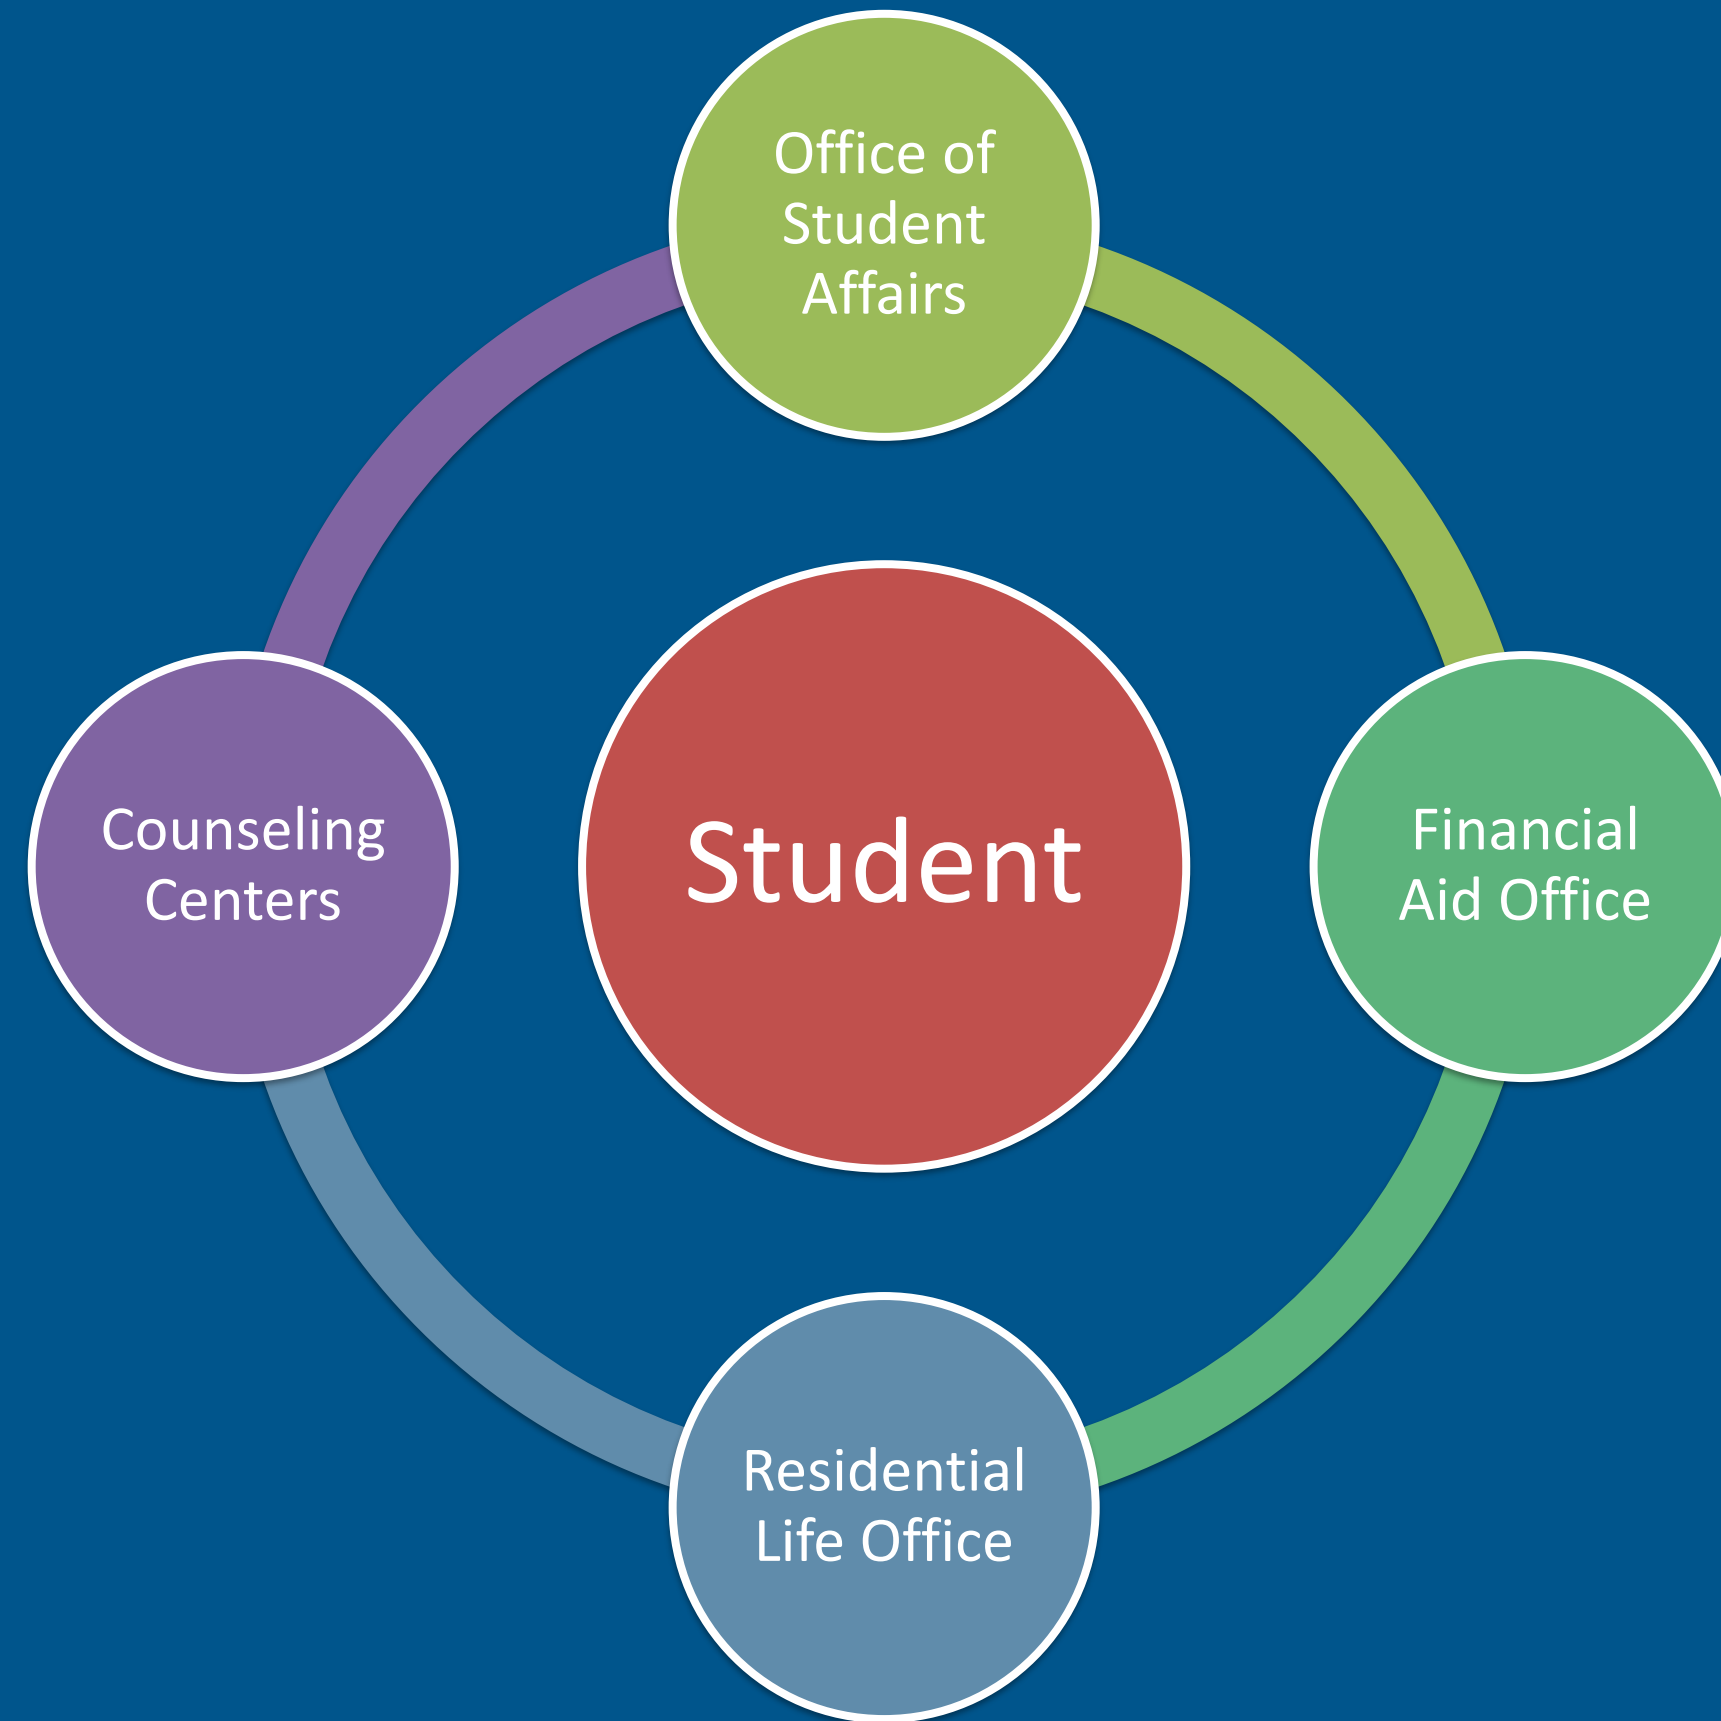 Office of
Student
Affairs
Counseling
Centers
Student
Financial
Aid Office
Residential
Life Office